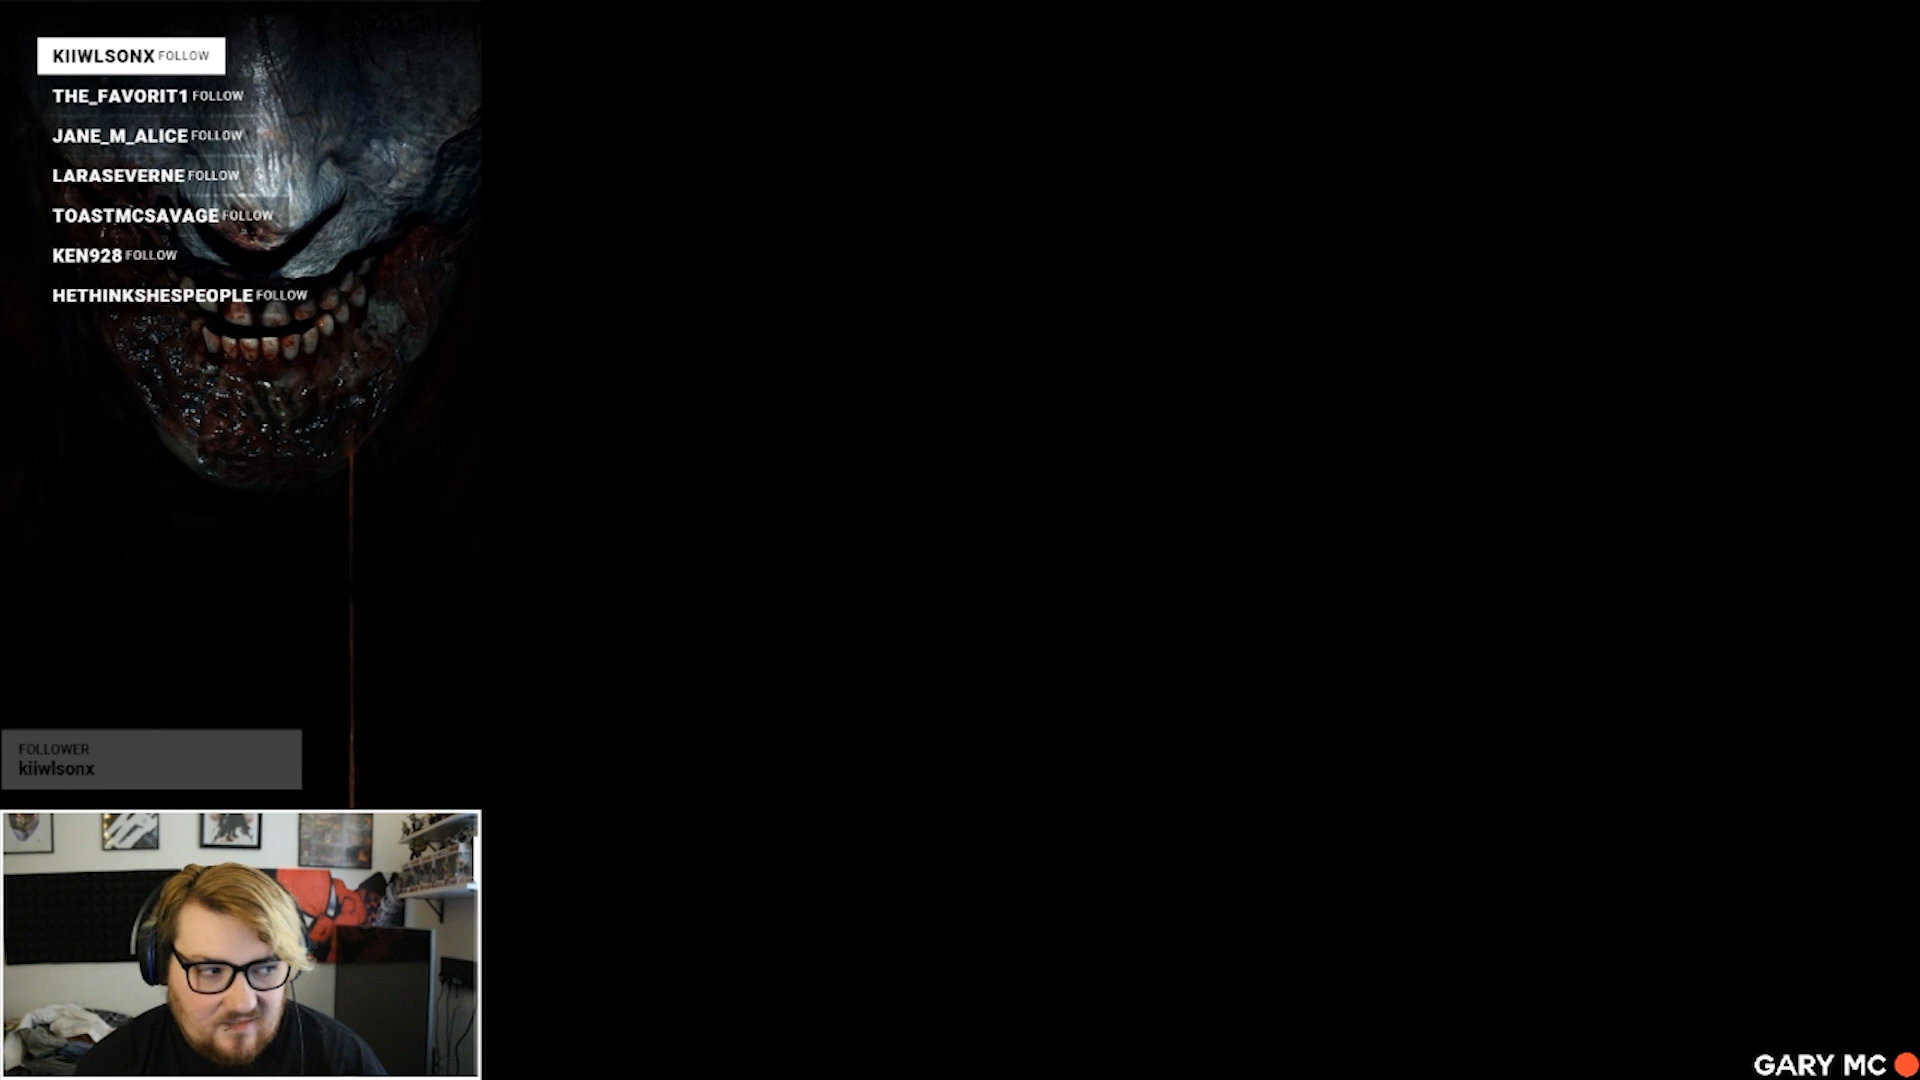 KIIWLSONX FOLLOW
THE_FAVORIT1 FOLLOW
JANE_M_ALICE FOLLOW
LARASEVERNE FOLLOW
TOASTMCSAVAGE FOLLOW
KEN928 FOLLOW
HETHINKSHESPEOPLE FOLLOW
FOLLOWER
kiiwlsonx
GARY MC